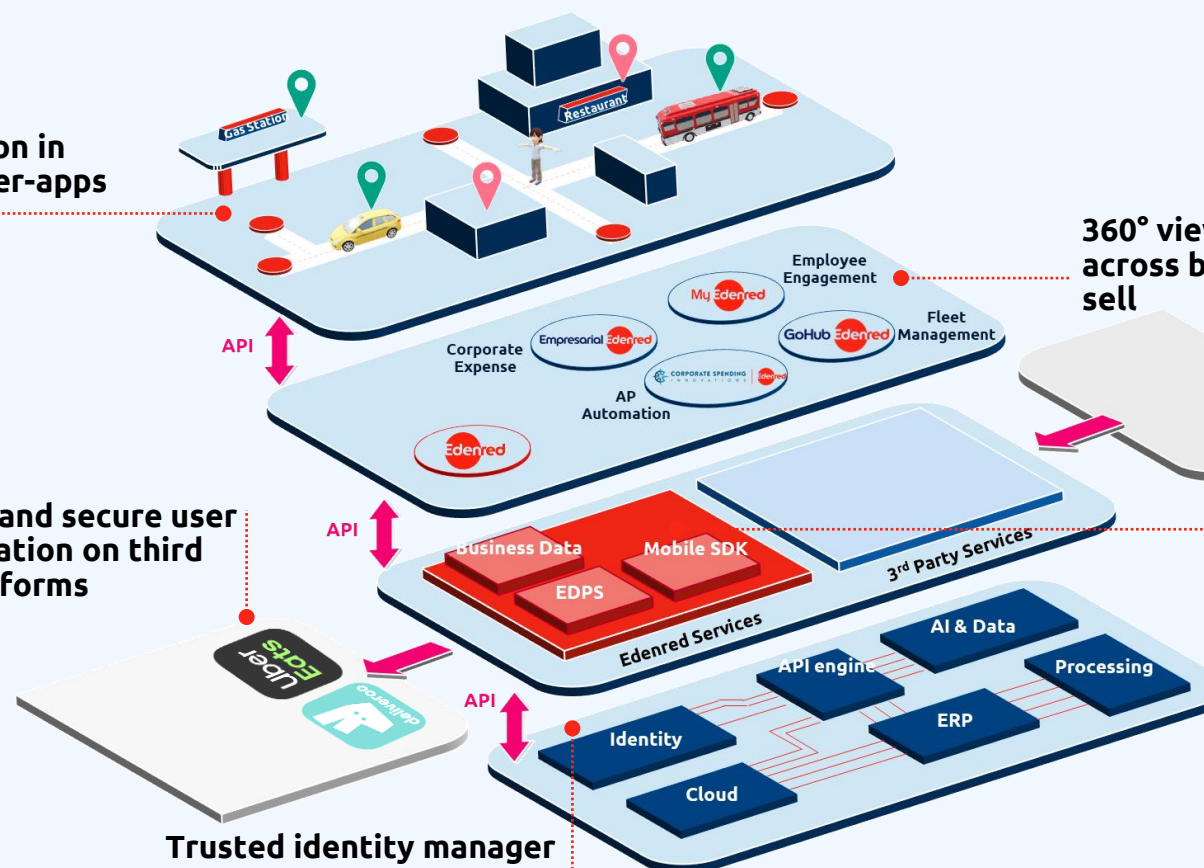 Gas Station
Restaurant
on in
er-apps
360° vie
across b
sell
API
Employee
Engagement
My Edenred
Empresarial Edenred
GoHub Edenred
Fleet
Management
Corporate
Expense
CORPORATE SPENDING
INNOVATIONS
Edenred
AP
Automation
Edenred
API
and secure user
ation on third
forms
Business Data
Mobile SDK
EDPS
Edenred Services
3rd Party Services
Uber
Eats
deliveroo
API
AI & Data
API engine
Processing
Identity
ERP
Cloud
Trusted identity manager